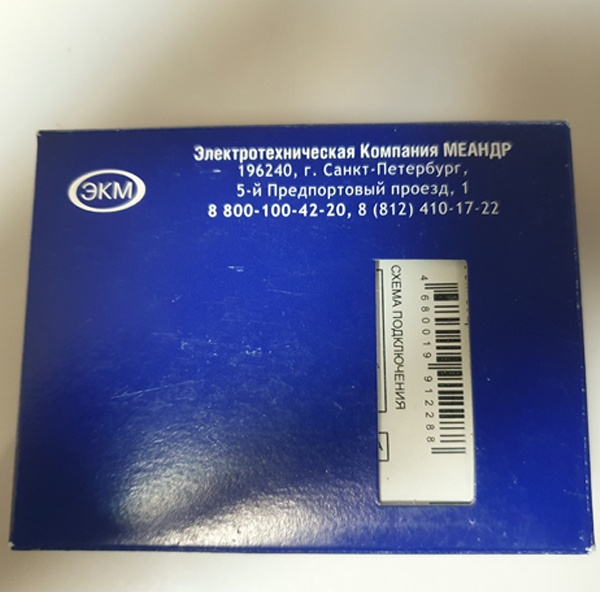 Электротехническая Компания МЕАНДР
196240, г. Санкт-Петербург,
5-й Предпортовый проезд, 1
8 800-100-42-20, 8 (812) 410-17-22
ЭКМ
СХЕМА ПОДКЛЮЧЕНИЯ
4 680019 912288